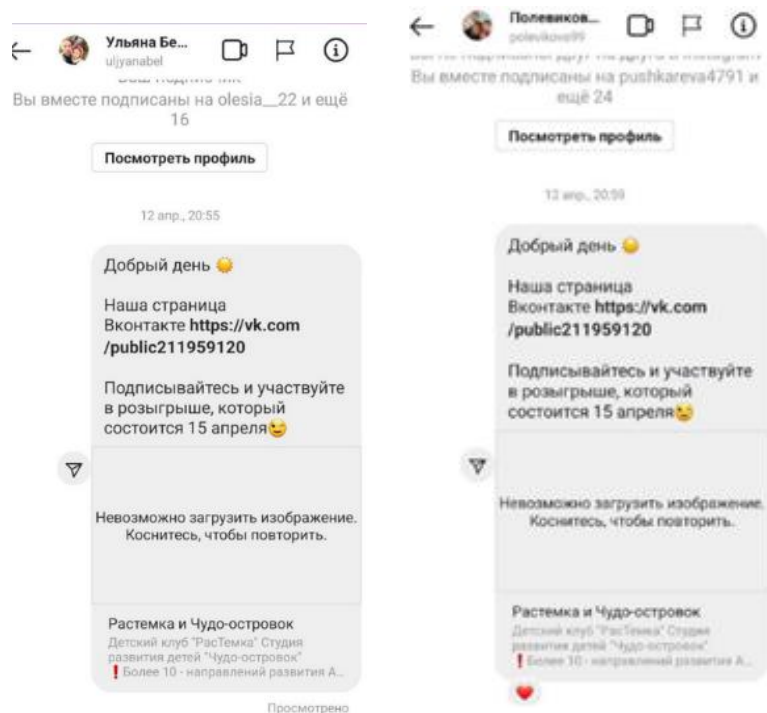 Ульяна Бе...
uljyanabel
Вы вместе подписаны на olesia__22 и ещё
16
Посмотреть профиль
12 апр., 20:55
Добрый день 🌞
Наша страница
Вконтакте https://vk.com
/public211959120
Подписывайтесь и участвуйте
в розыгрыше, который
состоится 15 апреля😉
Невозможно загрузить изображение.
Коснитесь, чтобы повторить.
Растемка и Чудо-островок
Детский клуб "РасТемка" Студия
развития детей "Чудо-островок"
❗Более 10 - направлений развития А...
Просмотрено
Полевиков...
polevikova99
Вы вместе подписаны на pushkareva4791 и
ещё 24
Посмотреть профиль
12 апр., 20:59
Добрый день 🌞
Наша страница
Вконтакте https://vk.com
/public211959120
Подписывайтесь и участвуйте
в розыгрыше, который
состоится 15 апреля😉
Невозможно загрузить изображение.
Коснитесь, чтобы повторить.
Растемка и Чудо-островок
Детский клуб "РасТемка" Студия
развития детей "Чудо-островок"
❗Более 10 - направлений развития А...